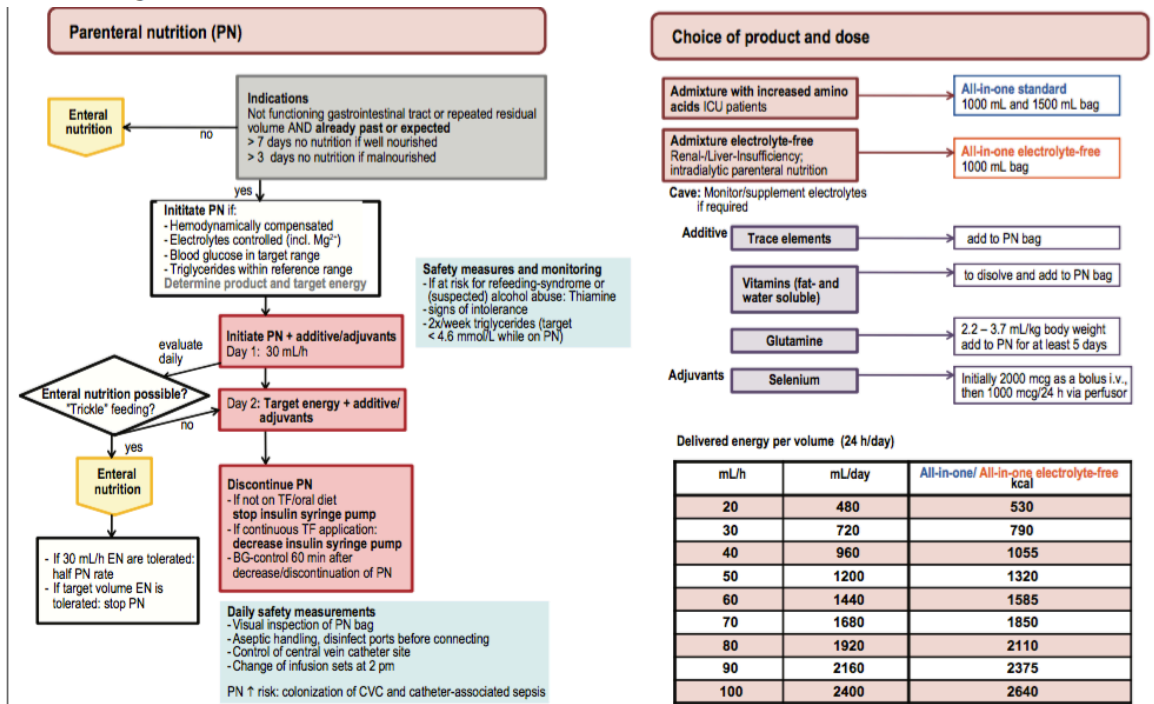 Parenteral nutrition (PN)
Enteral
nutrition
no
Indications
Not functioning gastrointestinal tract or repeated residual
volume AND already past or expected
> 7 days no nutrition if well nourished
> 3 days no nutrition if malnourished
yes
Inititate PN if:
- Hemodynamically compensated
- Electrolytes controlled (incl. Mg²⁺)
- Blood glucose in target range
- Triglycerides within reference range
Determine product and target energy
Safety measures and monitoring
- If at risk for refeeding-syndrome or
(suspected) alcohol abuse: Thiamine
- signs of intolerance
- 2x/week triglycerides (target
< 4.6 mmol/L while on PN)
Initiate PN + additive/adjuvants
Day 1: 30 mL/h
evaluate
daily
Enteral nutrition possible?
"Trickle" feeding?
no
Day 2: Target energy + additive/
adjuvants
yes
Enteral
nutrition
- If 30 mL/h EN are tolerated:
half PN rate
- If target volume EN is
tolerated: stop PN
Discontinue PN
- If not on TF/oral diet
stop insulin syringe pump
- If continuous TF application:
decrease insulin syringe pump
- BG-control 60 min after
decrease/discontinuation of PN
Daily safety measurements
- Visual inspection of PN bag
- Aseptic handling, disinfect ports before connecting
- Control of central vein catheter site
- Change of infusion sets at 2 pm
PN ↑ risk: colonization of CVC and catheter-associated sepsis
Choice of product and dose
Admixture with increased amino
acids ICU patients
All-in-one standard
1000 mL and 1500 mL bag
Admixture electrolyte-free
Renal-/Liver-Insufficiency;
intradialytic parenteral nutrition
All-in-one electrolyte-free
1000 mL bag
Cave: Monitor/supplement electrolytes
if required
Additive
Trace elements
add to PN bag
Vitamins (fat- and
water soluble)
to disolve and add to PN bag
Glutamine
2.2 – 3.7 mL/kg body weight
add to PN for at least 5 days
Adjuvants
Selenium
Initially 2000 mcg as a bolus i.v.,
then 1000 mcg/24 h via perfusor
Delivered energy per volume (24 h/day)
mL/h mL/day All-in-one/ All-in-one electrolyte-free
kcal
20 480 530
30 720 790
40 960 1055
50 1200 1320
60 1440 1585
70 1680 1850
80 1920 2110
90 2160 2375
100 2400 2640